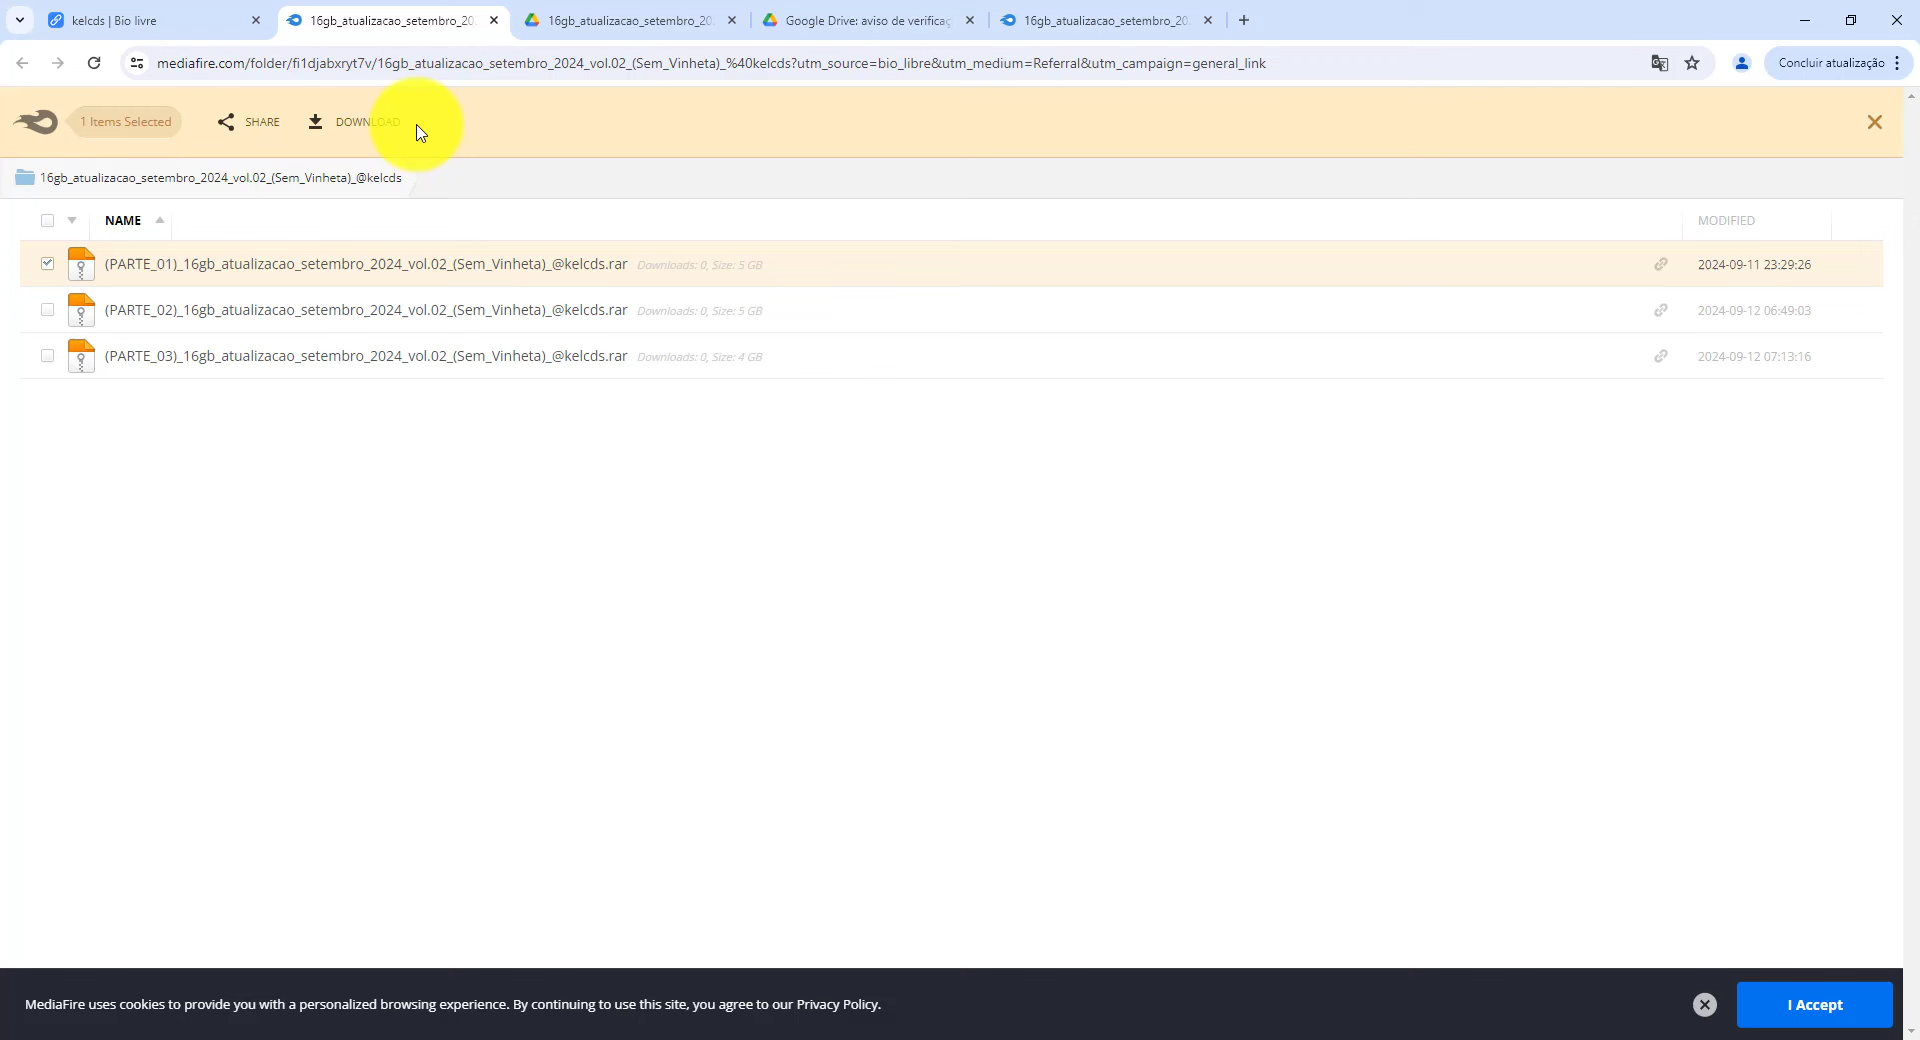 kelcds | Bio livre
16gb_atualizacao_setembro_20
16gb_atualizacao_setembro_20
Google Drive: aviso de verificaç
16gb_atualizacao_setembro_20
mediafire.com/folder/fi1djabxryt7v/16gb_atualizacao_setembro_2024_vol.02_(Sem_Vinheta)_%40kelcds?utm_source=bio_libre&utm_medium=Referral&utm_campaign=general_link
Concluir atualização
1 Items Selected
SHARE
DOWNLOAD
16gb_atualizacao_setembro_2024_vol.02_(Sem_Vinheta)_@kelcds
NAME
MODIFIED
(PARTE_01)_16gb_atualizacao_setembro_2024_vol.02_(Sem_Vinheta)_@kelcds.rar Downloads: 0, Size: 5 GB 2024-09-11 23:29:26
(PARTE_02)_16gb_atualizacao_setembro_2024_vol.02_(Sem_Vinheta)_@kelcds.rar Downloads: 0, Size: 5 GB 2024-09-12 06:49:03
(PARTE_03)_16gb_atualizacao_setembro_2024_vol.02_(Sem_Vinheta)_@kelcds.rar Downloads: 0, Size: 4 GB 2024-09-12 07:13:16
MediaFire uses cookies to provide you with a personalized browsing experience. By continuing to use this site, you agree to our Privacy Policy.
I Accept